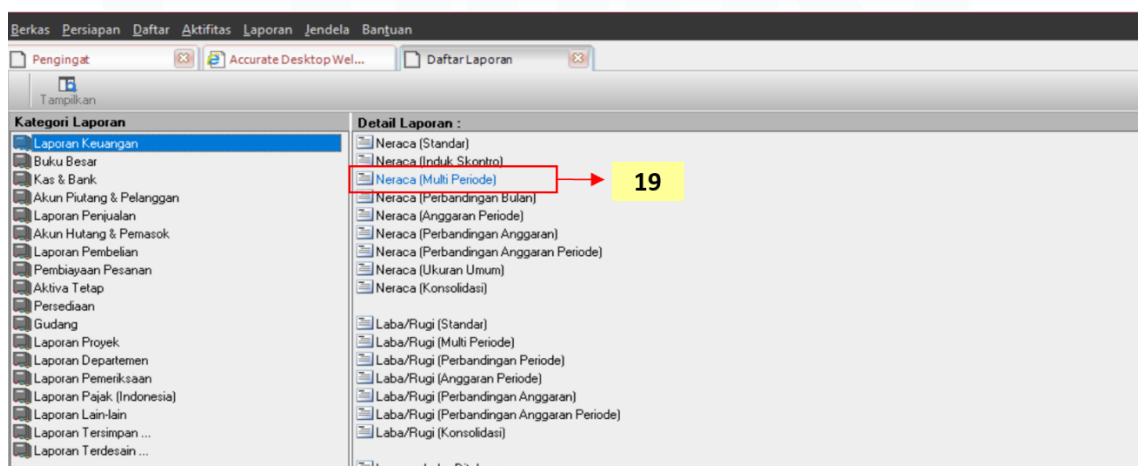 Berkas Persiapan Daftar Aktifitas Laporan Jendela Bantuan
Pengingat Accurate Desktop Wel... Daftar Laporan
Tampilkan
Kategori Laporan
Laporan Keuangan
Buku Besar
Kas & Bank
Akun Piutang & Pelanggan
Laporan Penjualan
Akun Hutang & Pemasok
Laporan Pembelian
Pembiayaan Pesanan
Aktiva Tetap
Persediaan
Gudang
Laporan Proyek
Laporan Departemen
Laporan Pemeriksaan
Laporan Pajak (Indonesia)
Laporan Lain-lain
Laporan Tersimpan ...
Laporan Terdesain ...
Detail Laporan :
Neraca (Standar)
Neraca (Induk Skontro)
Neraca (Multi Periode)
19
Neraca (Perbandingan Bulan)
Neraca (Anggaran Periode)
Neraca (Perbandingan Anggaran)
Neraca (Perbandingan Anggaran Periode)
Neraca (Ukuran Umum)
Neraca (Konsolidasi)
Laba/Rugi (Standar)
Laba/Rugi (Multi Periode)
Laba/Rugi (Perbandingan Periode)
Laba/Rugi (Anggaran Periode)
Laba/Rugi (Perbandingan Anggaran)
Laba/Rugi (Perbandingan Anggaran Periode)
Laba/Rugi (Konsolidasi)